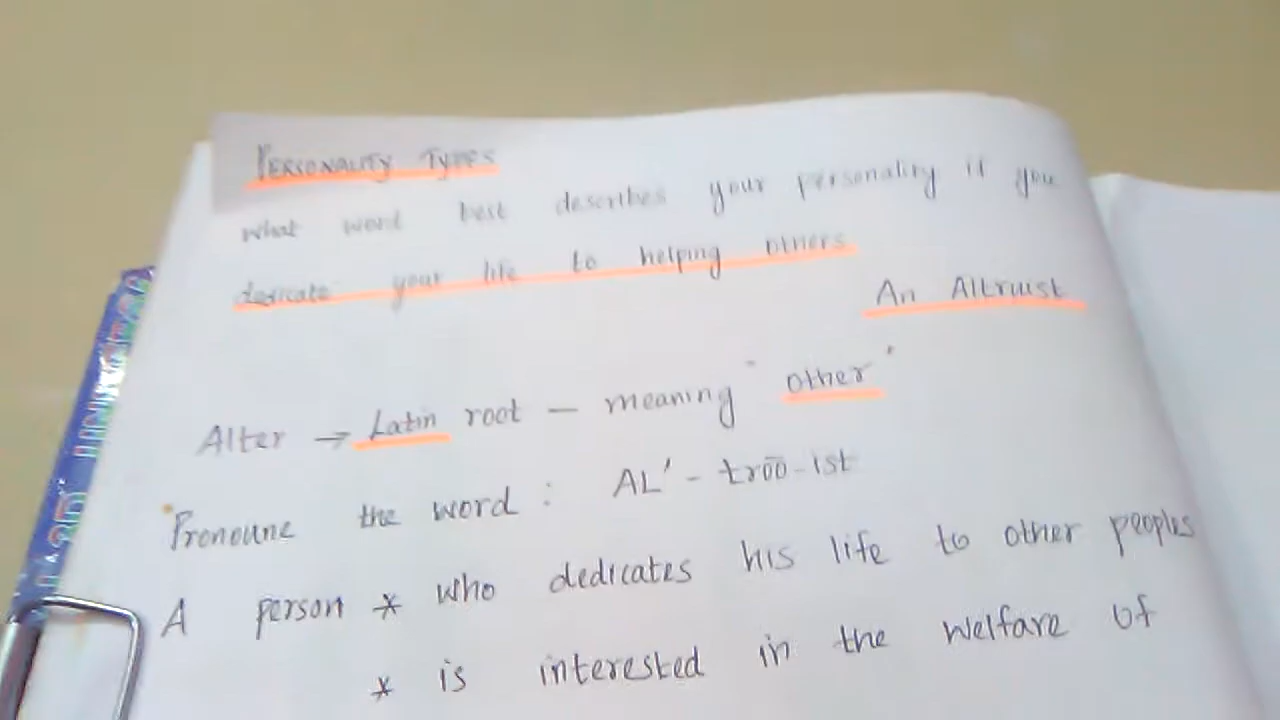 PERSONALITY TYPES
what word best describes your personality if you
dedicate your life to helping others
An Altruist
Alter → Latin root – meaning "other"
Pronounc the word : AL' - troo - ist
A person * who dedicates his life to other peoples
* is interested in the welfare of